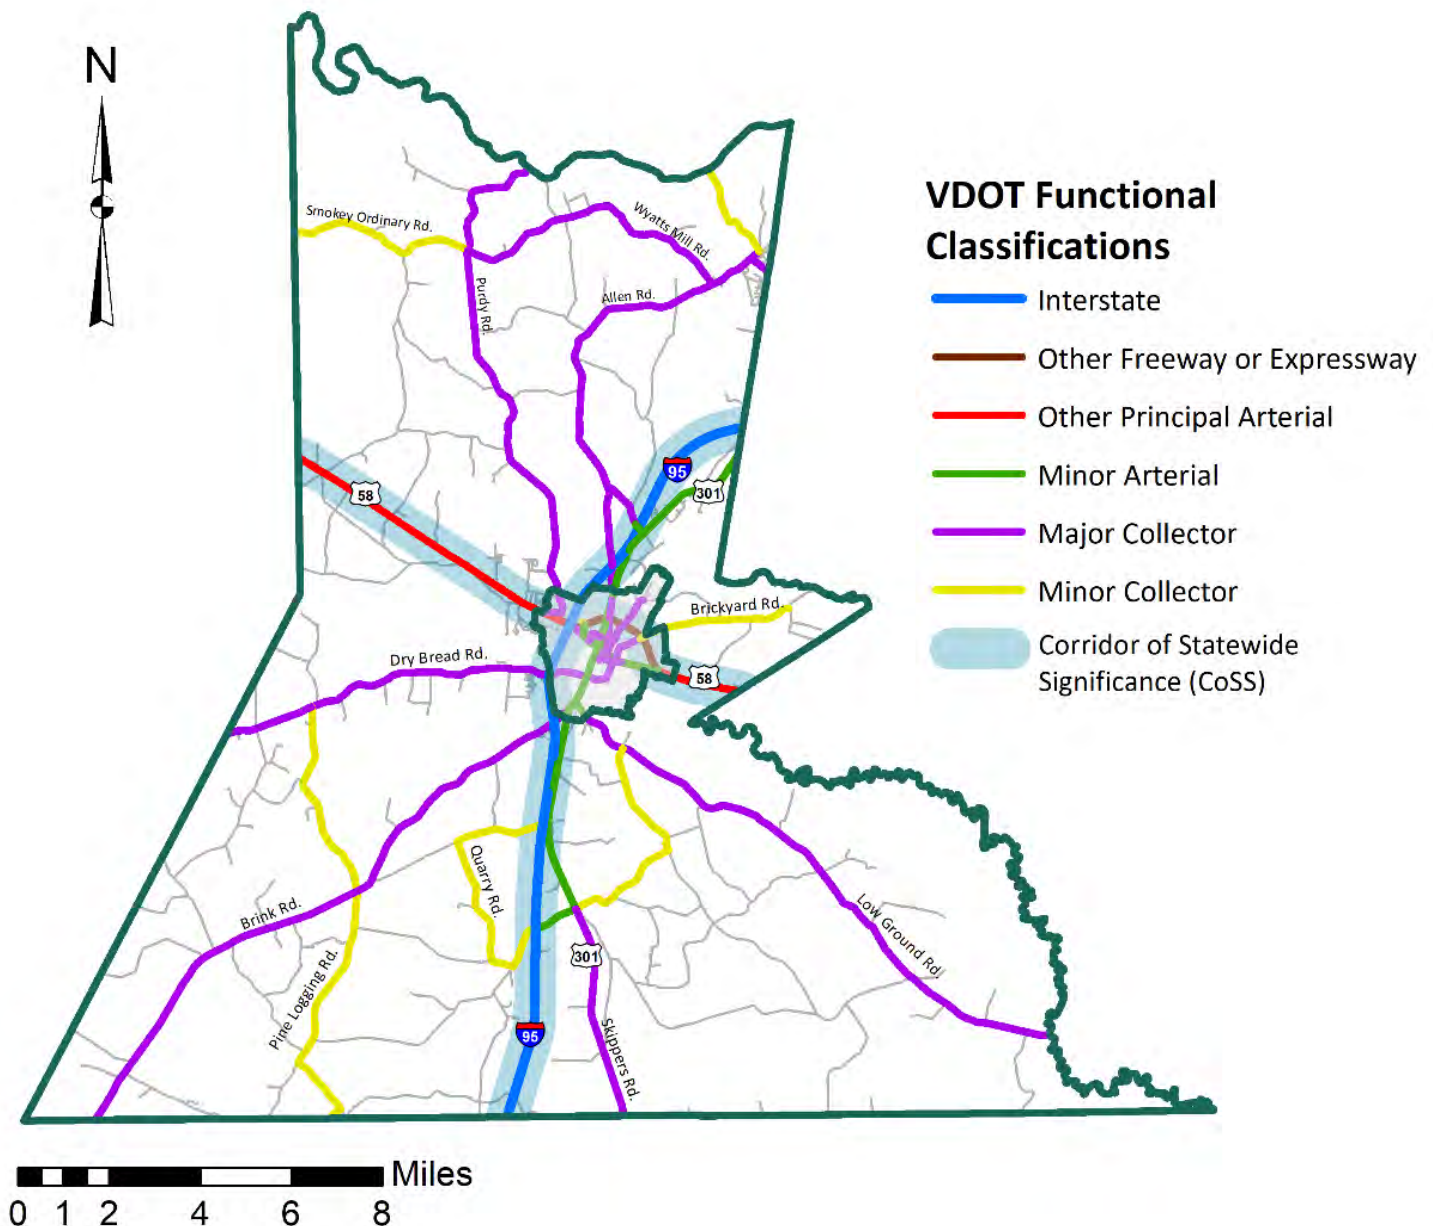 N
VDOT Functional
Classifications
Interstate
Other Freeway or Expressway
Other Principal Arterial
Minor Arterial
Major Collector
Minor Collector
Corridor of Statewide
Significance (CoSS)
Smokey Ordinary Rd.
Wyatts Mill Rd.
Purdy Rd.
Allen Rd.
95
301
58
Brickyard Rd.
Dry Bread Rd.
58
Quarry Rd.
Brink Rd.
Low Ground Rd.
Pine Logging Rd.
301
95
Skippers Rd.
Miles
0 1 2 4 6 8